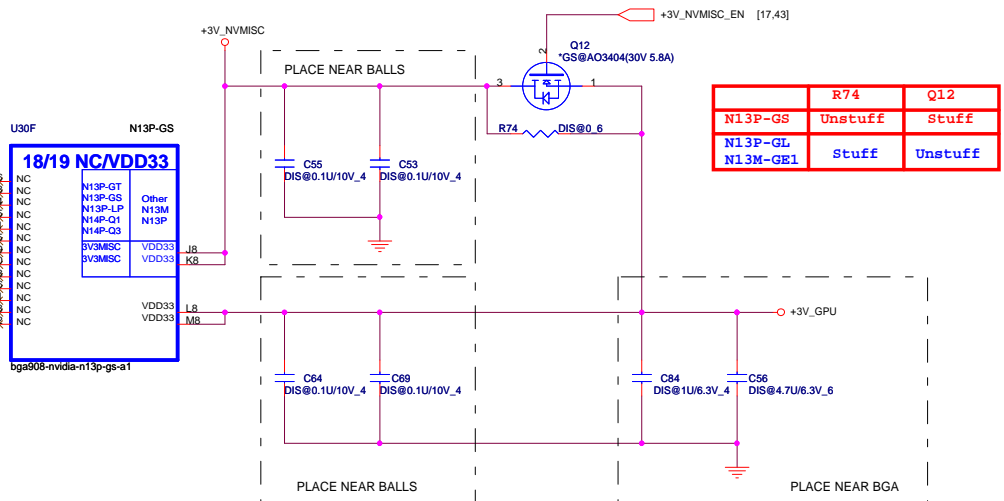 +3V_NVMISC_EN [17,43]
+3V_NVMISC
Q12
*GS@AO3404(30V 5.8A)
2
3
1
PLACE NEAR BALLS
R74
DIS@0_6
R74 Q12
N13P-GS Unstuff Stuff
N13P-GL
N13M-GE1
Stuff Unstuff
U30F
N13P-GS
18/19 NC/VDD33
NC
NC
NC
NC
NC
NC
NC
NC
NC
NC
NC
NC
NC
N13P-GT
N13P-GS
N13P-LP
N14P-Q1
N14P-Q3
Other
N13M
N13P
3V3MISC VDD33 J8
3V3MISC VDD33 K8
VDD33 L8
VDD33 M8
bga908-nvidia-n13p-gs-a1
C55
DIS@0.1U/10V_4
C53
DIS@0.1U/10V_4
+3V_GPU
C64
DIS@0.1U/10V_4
C69
DIS@0.1U/10V_4
C84
DIS@1U/6.3V_4
C56
DIS@4.7U/6.3V_6
PLACE NEAR BALLS
PLACE NEAR BGA